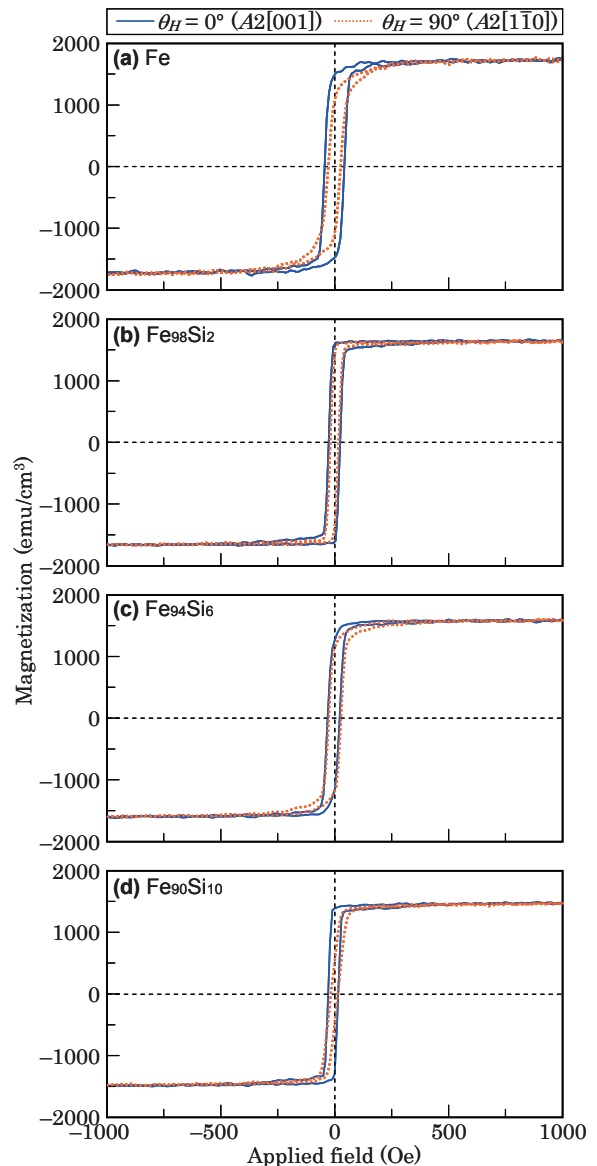 θH = 0° (A2[001]) θH = 90° (A2[11̅0])
(a) Fe
2000
1000
0
−1000
−2000
(b) Fe98Si2
2000
1000
0
−1000
−2000
(c) Fe94Si6
2000
1000
0
−1000
−2000
(d) Fe90Si10
2000
1000
0
−1000
−2000
−1000 −500 0 500 1000
Applied field (Oe)
Magnetization (emu/cm³)